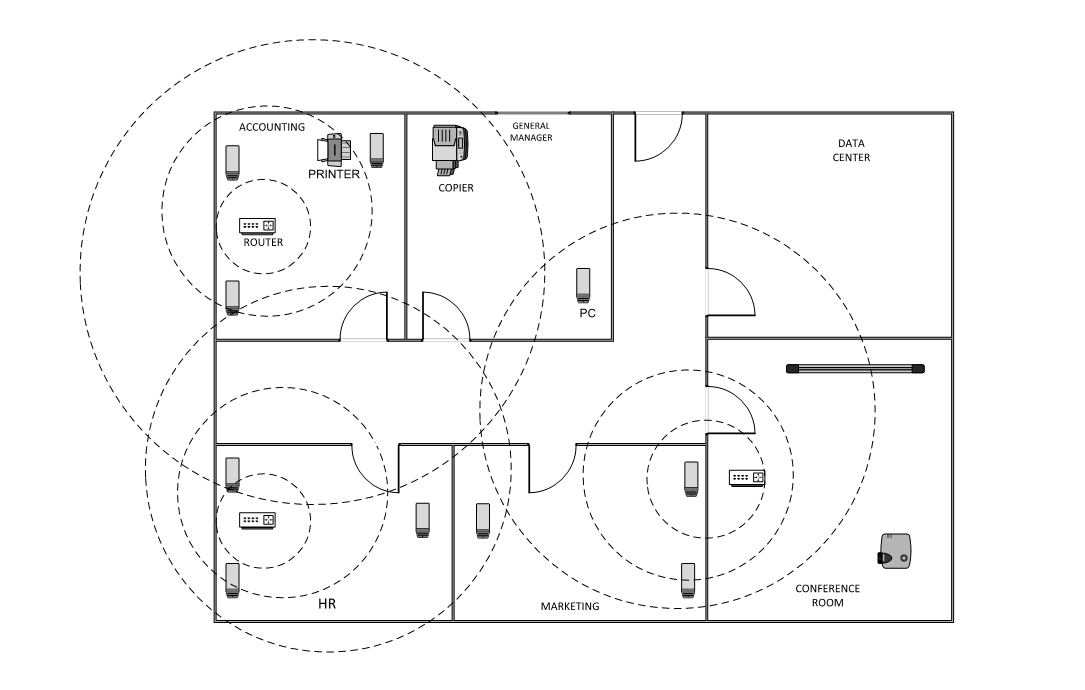 ACCOUNTING
PRINTER
ROUTER
GENERAL
MANAGER
COPIER
PC
DATA
CENTER
HR
MARKETING
CONFERENCE
ROOM